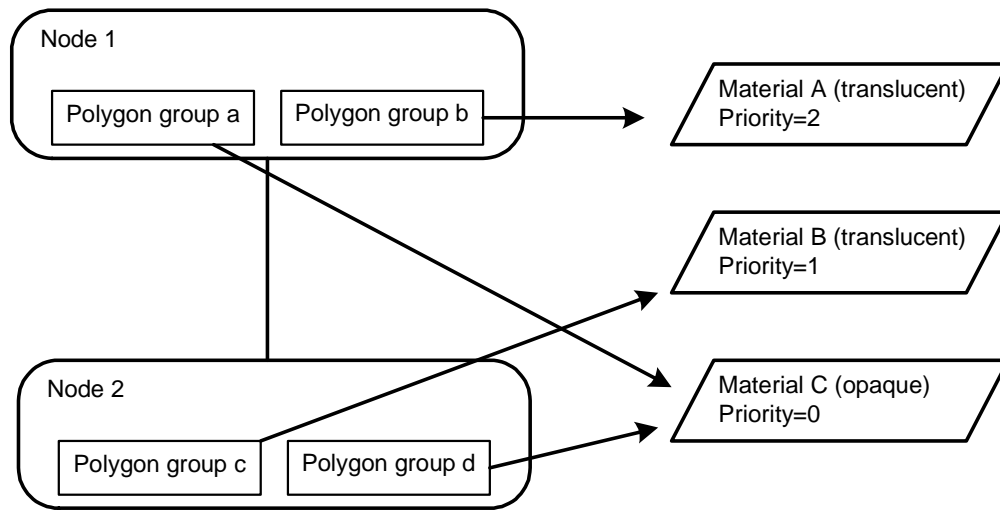 Node 1
Polygon group a
Polygon group b
Material A (translucent)
Priority=2
Material B (translucent)
Priority=1
Node 2
Polygon group c
Polygon group d
Material C (opaque)
Priority=0